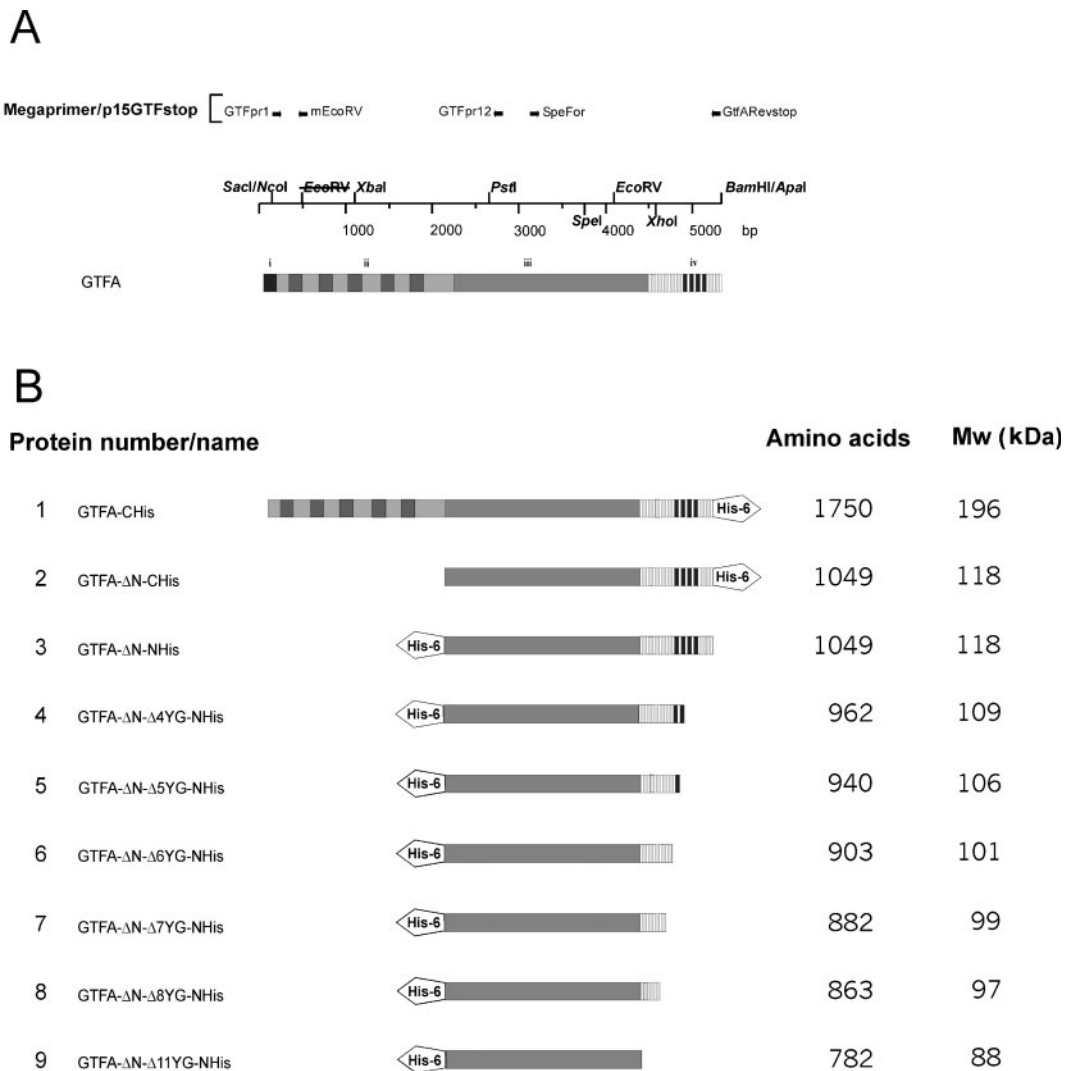 A
Megaprimer/p15GTFstop GTFpr1 mEcoRV GTFpr12 SpeFor GtfARevstop
SacI/NcoI EcoRV XbaI PstI EcoRV BamHI/ApaI
SpeI XhoI
1000 2000 3000 4000 5000 bp
i ii iii iv
GTFA
B
Protein number/name Amino acids Mw (kDa)
1 GTFA-CHis His-6 1750 196
2 GTFA-ΔN-CHis His-6 1049 118
3 GTFA-ΔN-NHis His-6 1049 118
4 GTFA-ΔN-Δ4YG-NHis His-6 962 109
5 GTFA-ΔN-Δ5YG-NHis His-6 940 106
6 GTFA-ΔN-Δ6YG-NHis His-6 903 101
7 GTFA-ΔN-Δ7YG-NHis His-6 882 99
8 GTFA-ΔN-Δ8YG-NHis His-6 863 97
9 GTFA-ΔN-Δ11YG-NHis His-6 782 88